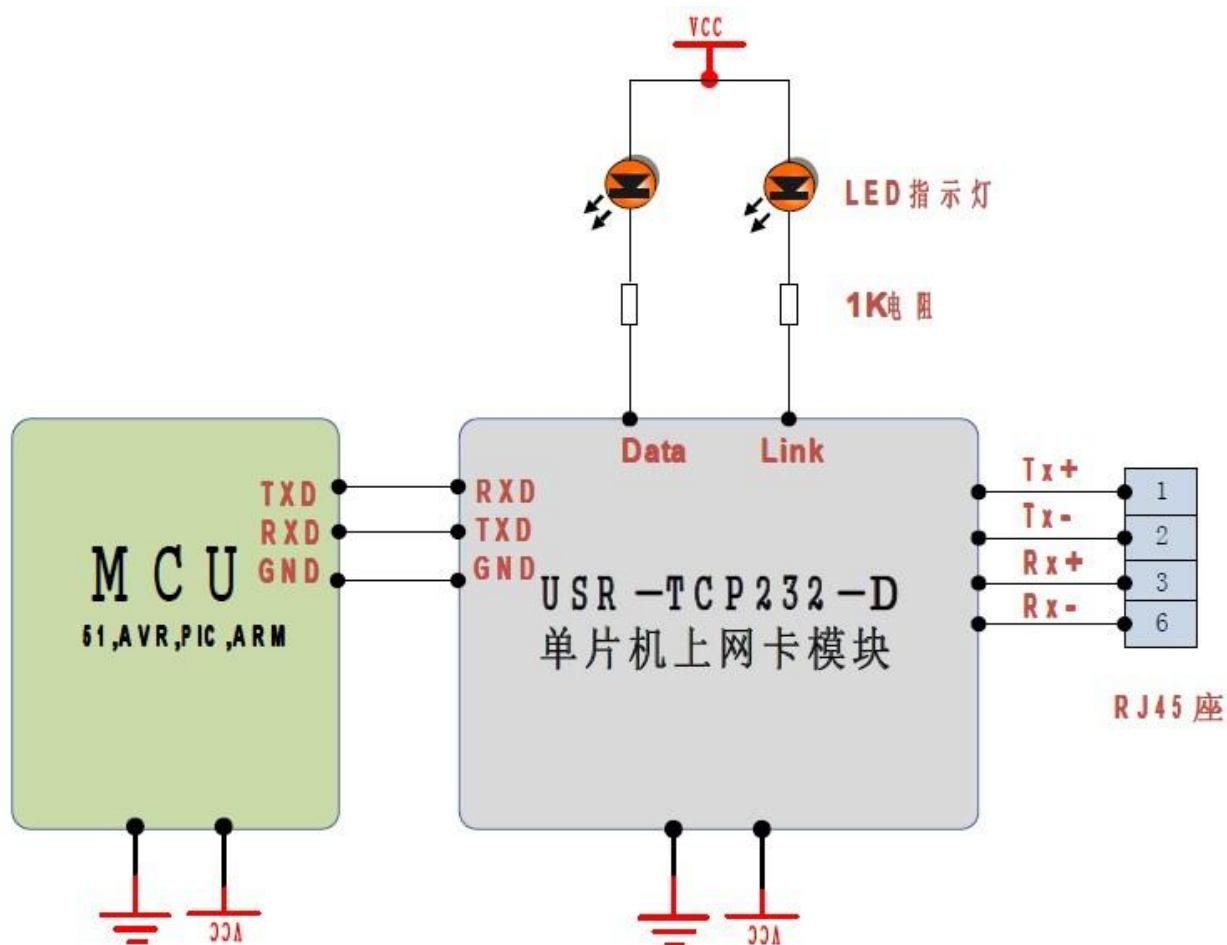 VCC
LED指示灯
1K电阻
Data
Link
TXD
RXD
GND
MCU
51,AVR,PIC,ARM
RXD
TXD
GND
USR-TCP232-D
单片机上网卡模块
Tx+
Tx-
Rx+
Rx-
1
2
3
6
RJ45座
VCC
VCC